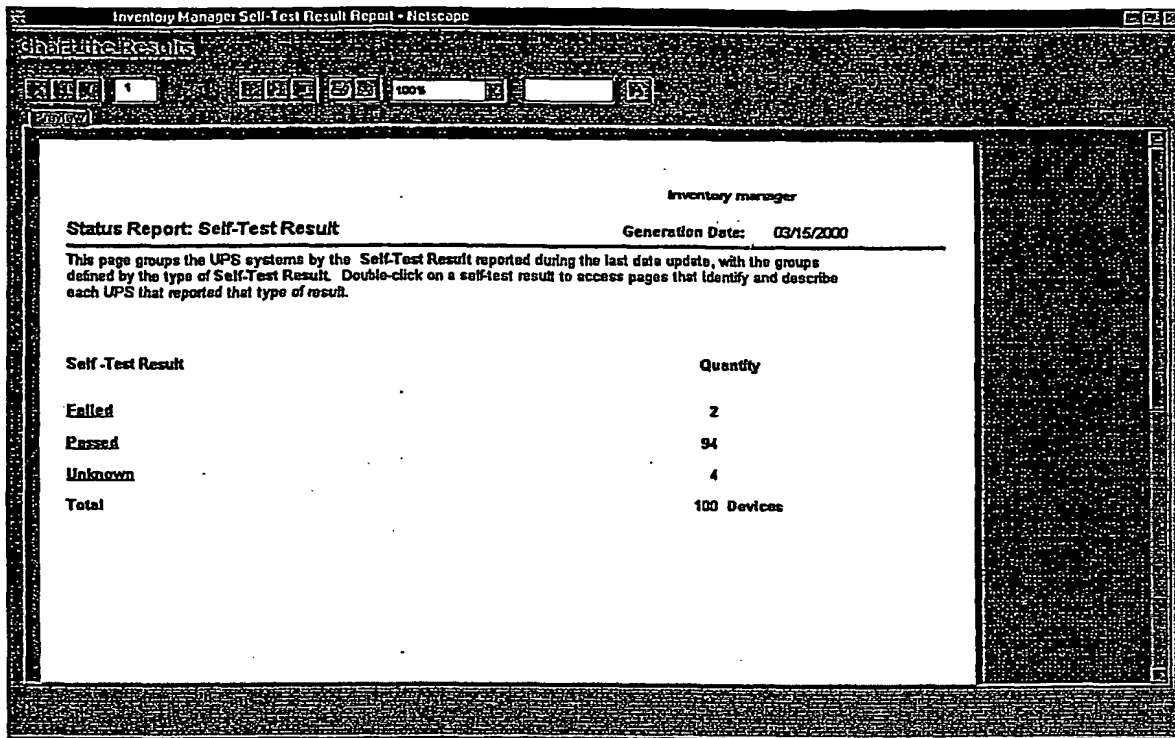 Inventory Manager Self-Test Result Report - Netscape
Chart the Results
1
100%
Preview
Inventory manager
Status Report: Self-Test Result
Generation Date: 03/15/2000
This page groups the UPS systems by the Self-Test Result reported during the last date update, with the groups
defined by the type of Self-Test Result. Double-click on a self-test result to access pages that identify and describe
each UPS that reported that type of result.
Self -Test Result Quantity
Failed 2
Passed 94
Unknown 4
Total 100 Devices